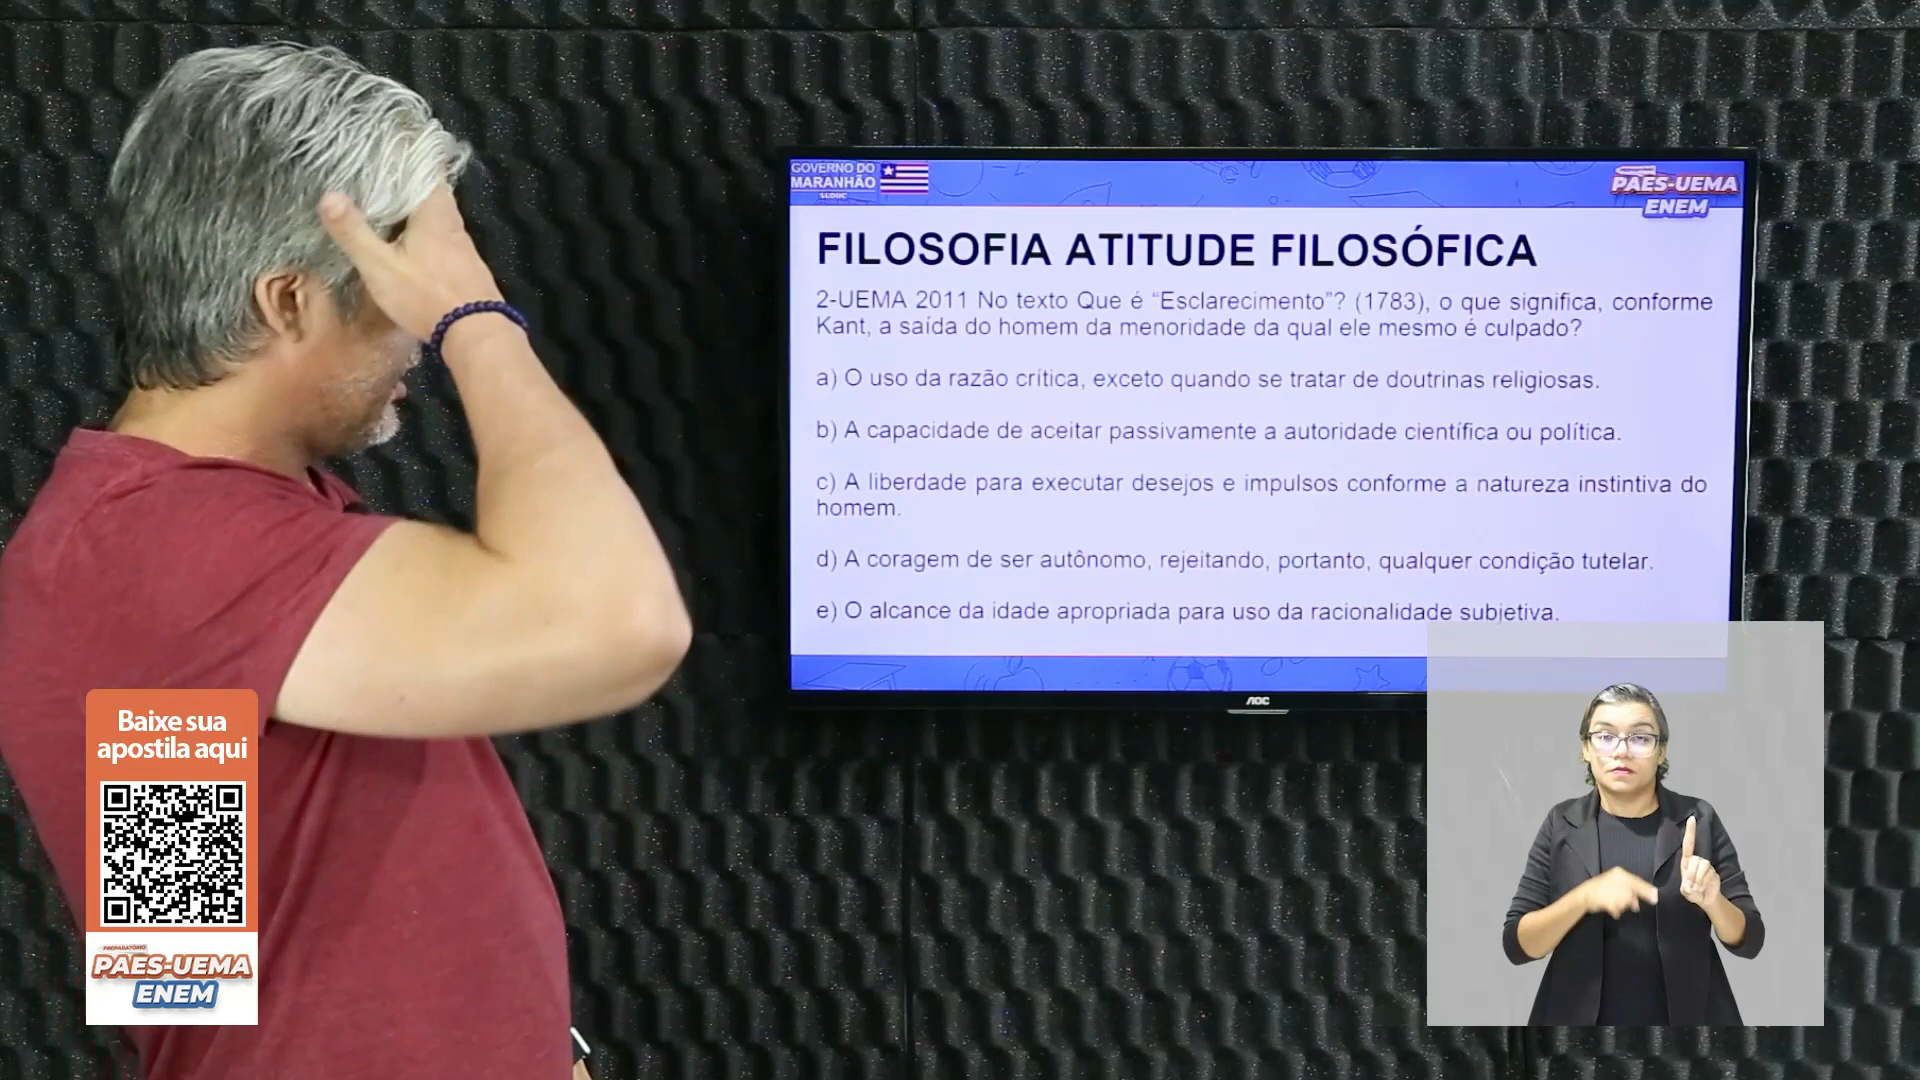 GOVERNO DO
MARANHÃO
SEDUC
PAES-UEMA
ENEM
FILOSOFIA ATITUDE FILOSÓFICA
2-UEMA 2011 No texto Que é “Esclarecimento”? (1783), o que significa, conforme
Kant, a saída do homem da menoridade da qual ele mesmo é culpado?
a) O uso da razão crítica, exceto quando se tratar de doutrinas religiosas.
b) A capacidade de aceitar passivamente a autoridade científica ou política.
c) A liberdade para executar desejos e impulsos conforme a natureza instintiva do
homem.
d) A coragem de ser autônomo, rejeitando, portanto, qualquer condição tutelar.
e) O alcance da idade apropriada para uso da racionalidade subjetiva.
AOC
Baixe sua
apostila aqui
PREPARATÓRIO
PAES-UEMA
ENEM